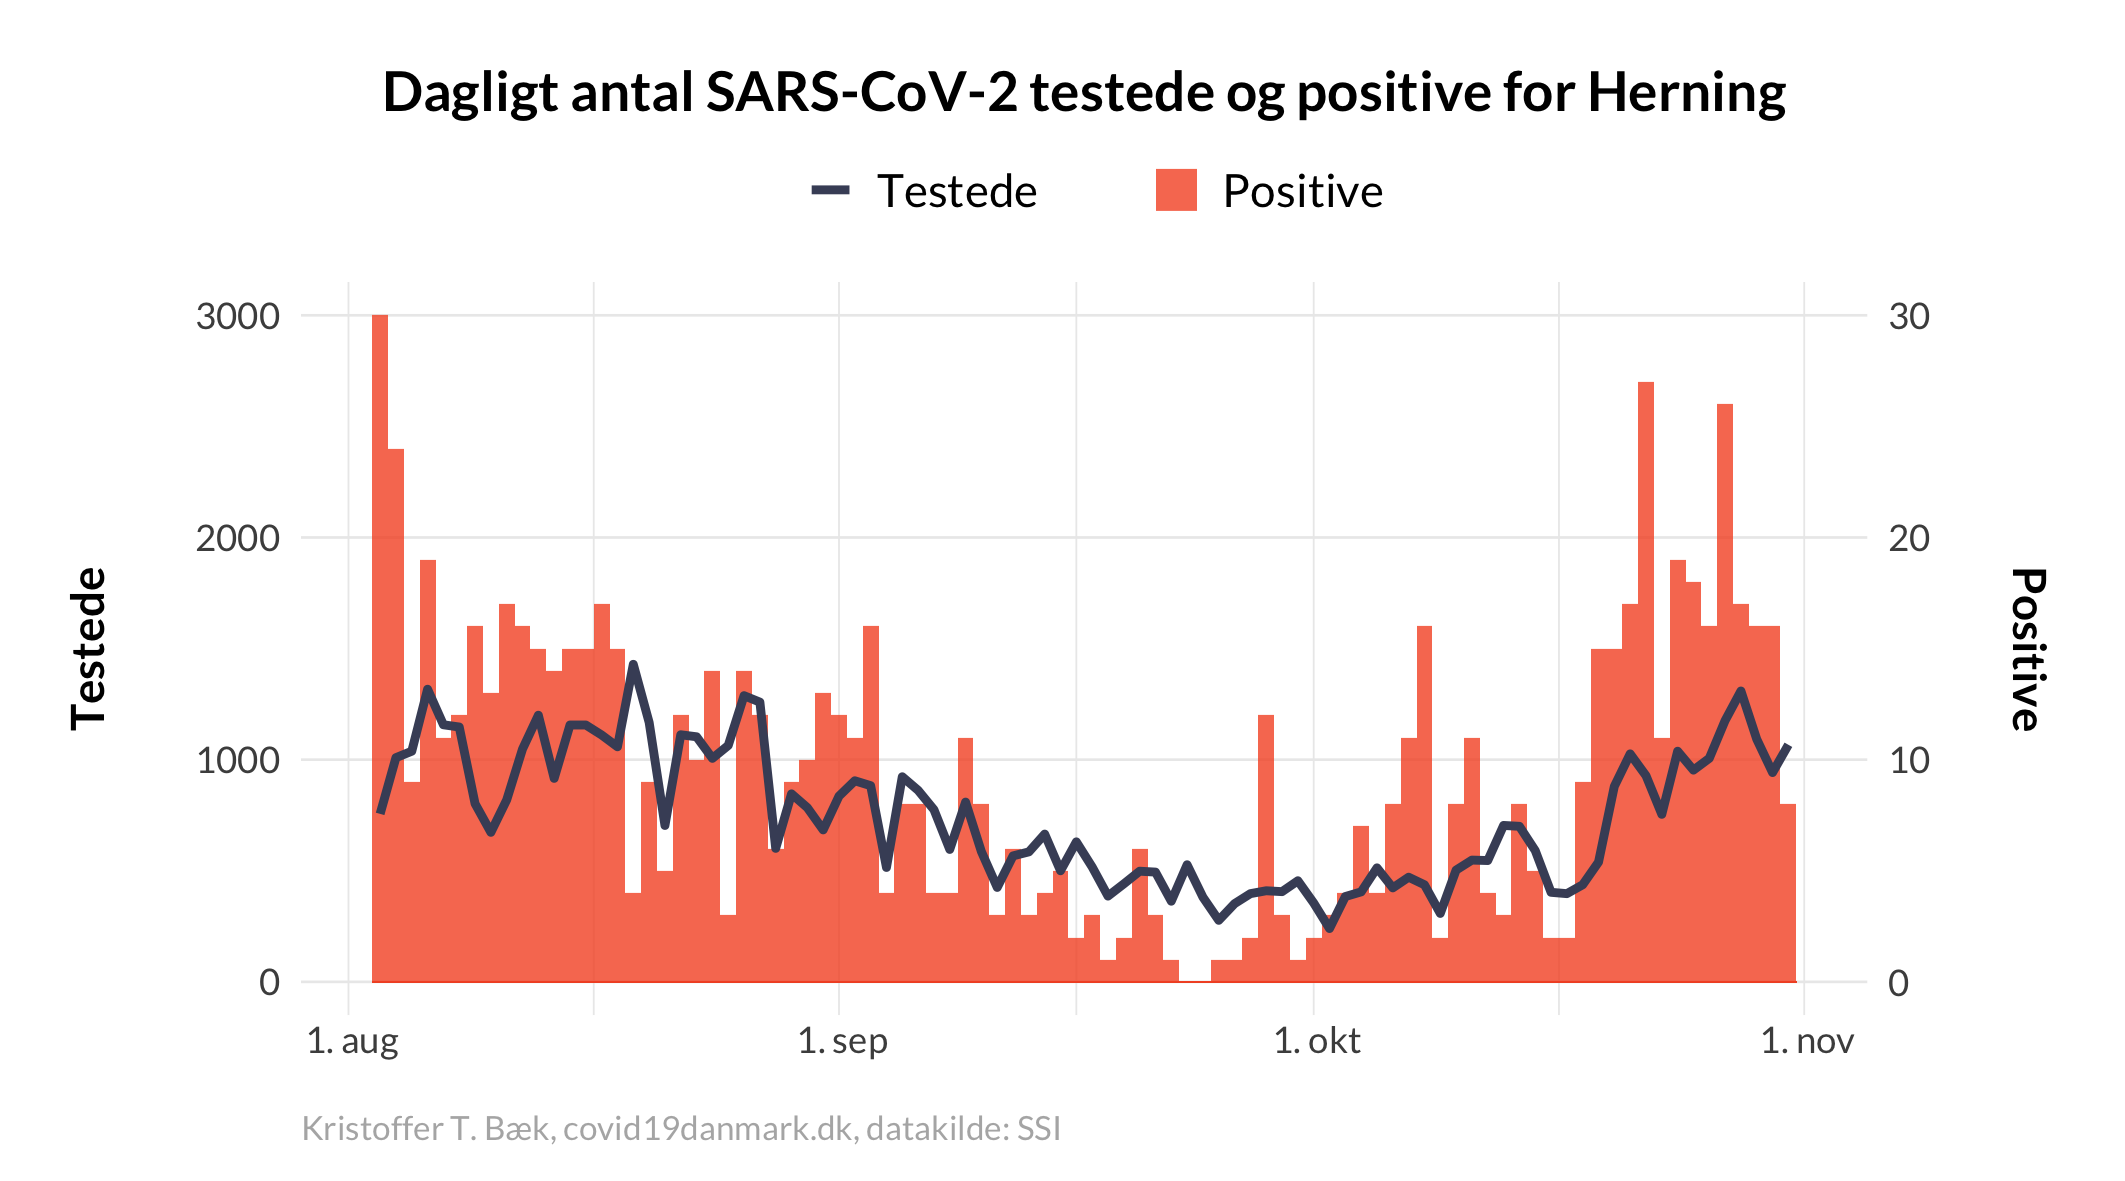 Dagligt antal SARS-CoV-2 testede og positive for Herning
Testede
Positive
3000
2000
1000
0
30
20
10
0
Testede
Positive
1. aug
1. sep
1. okt
1. nov
Kristoffer T. Bæk, covid19danmark.dk, datakilde: SSI